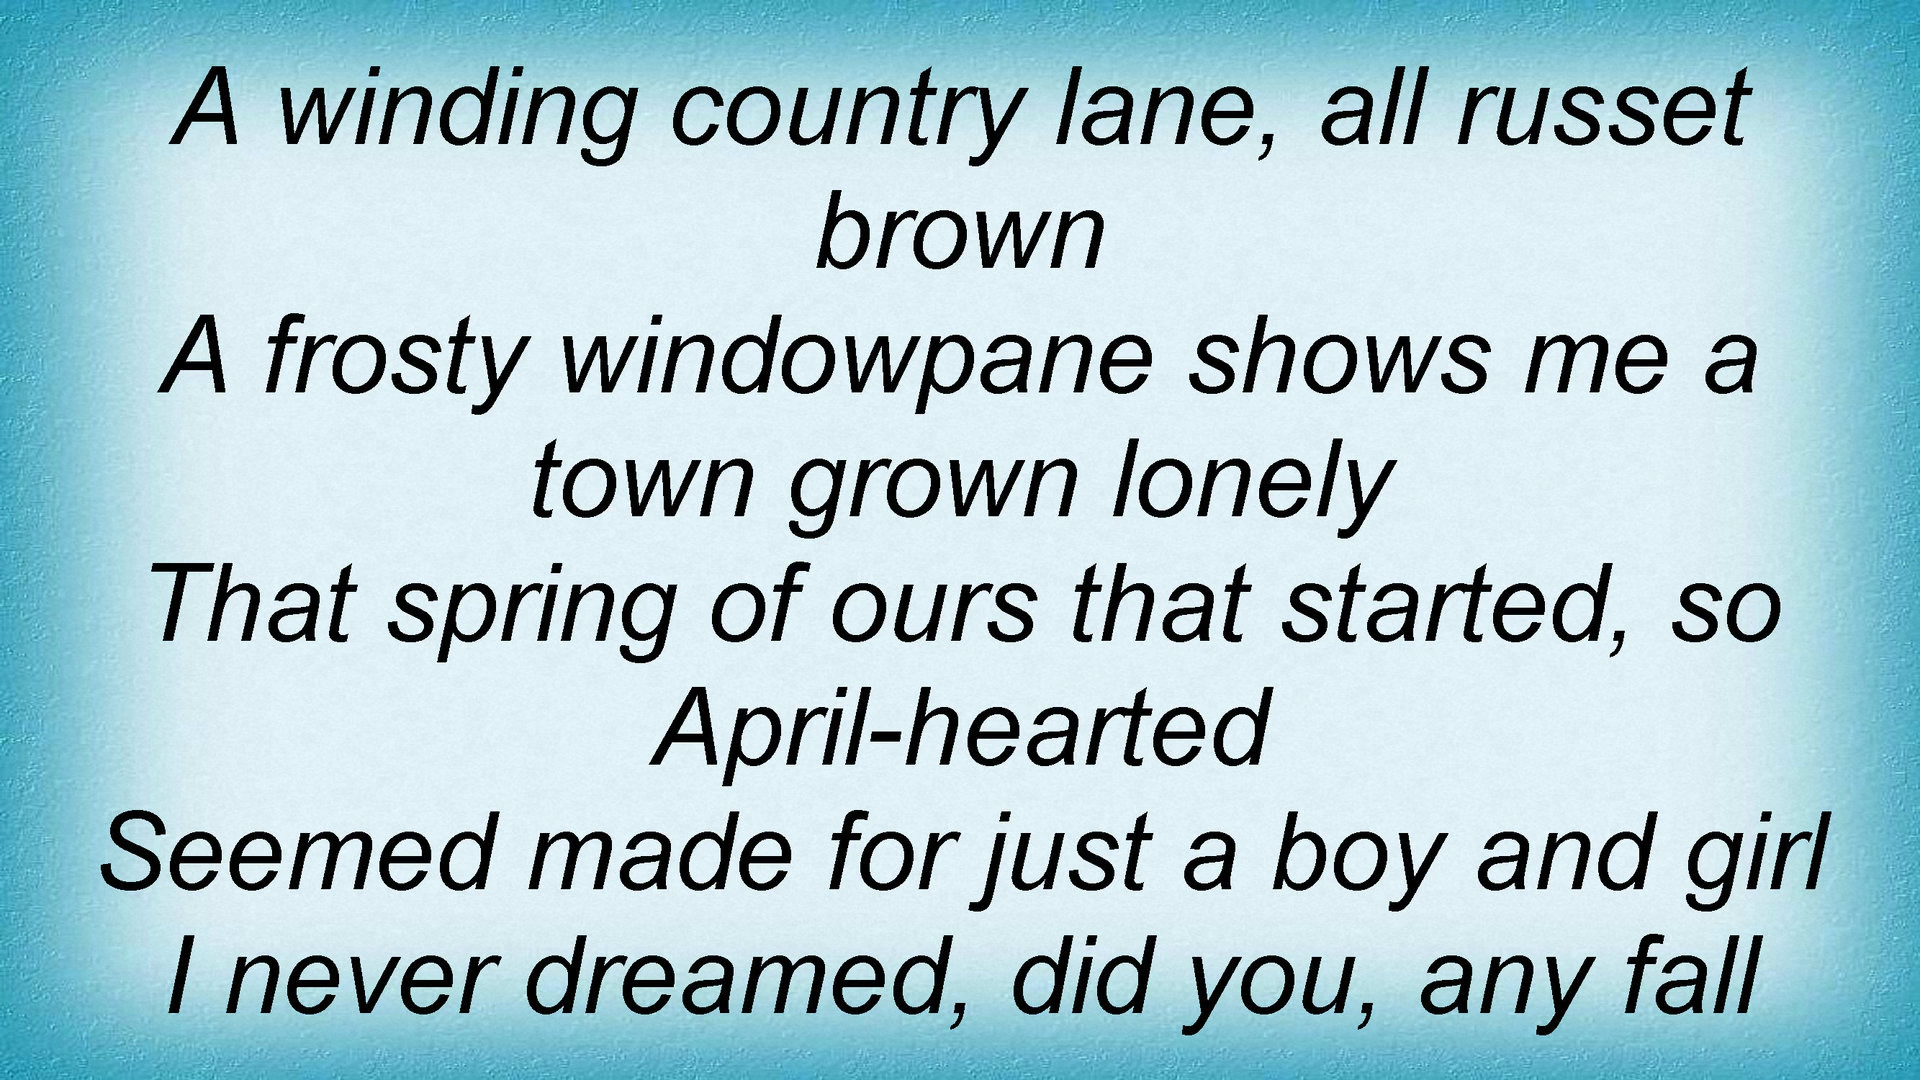 A winding country lane, all russet
brown
A frosty windowpane shows me a
town grown lonely
That spring of ours that started, so
April-hearted
Seemed made for just a boy and girl
I never dreamed, did you, any fall